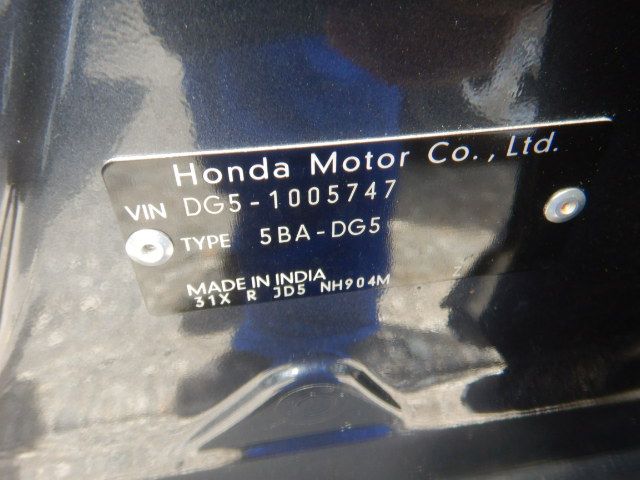 Honda Motor Co., Ltd.
VIN DG5-1005747
TYPE 5BA-DG5
MADE IN INDIA
31X R JD5 NH904M Z